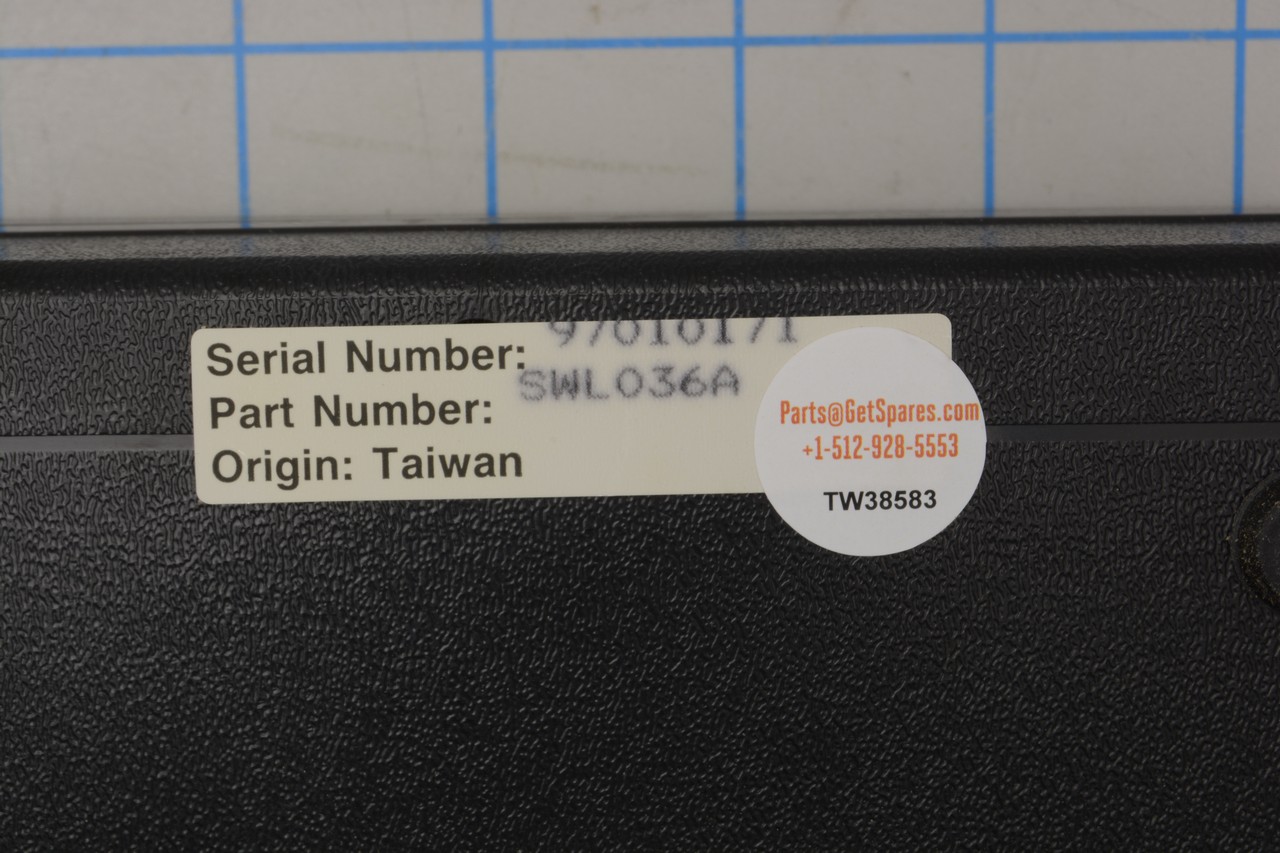 Serial Number:
SWL036A
Part Number:
Origin: Taiwan
Parts@GetSpares.com
+1-512-928-5553
TW38583